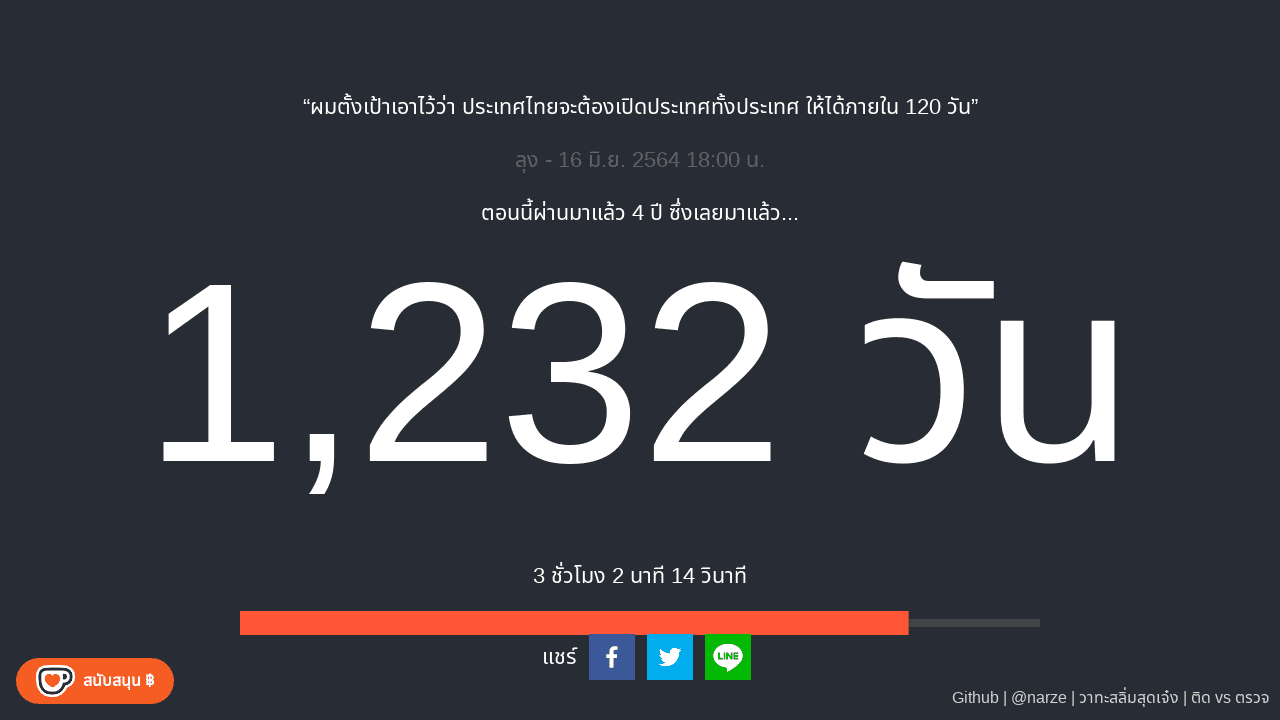 “ผมตั้งเป้าเอาไว้ว่า ประเทศไทยจะต้องเปิดประเทศทั้งประเทศ ให้ได้ภายใน 120 วัน”
ลุง - 16 มิ.ย. 2564 18:00 น.
ตอนนี้ผ่านมาแล้ว 4 ปี ซึ่งเลยมาแล้ว...
1,232 วัน
3 ชั่วโมง 2 นาที 14 วินาที
แชร์
LINE
สนับสนุน ฿
Github | @narze | วาทะสลิ่มสุดเจ๋ง | ติด vs ตรวจ